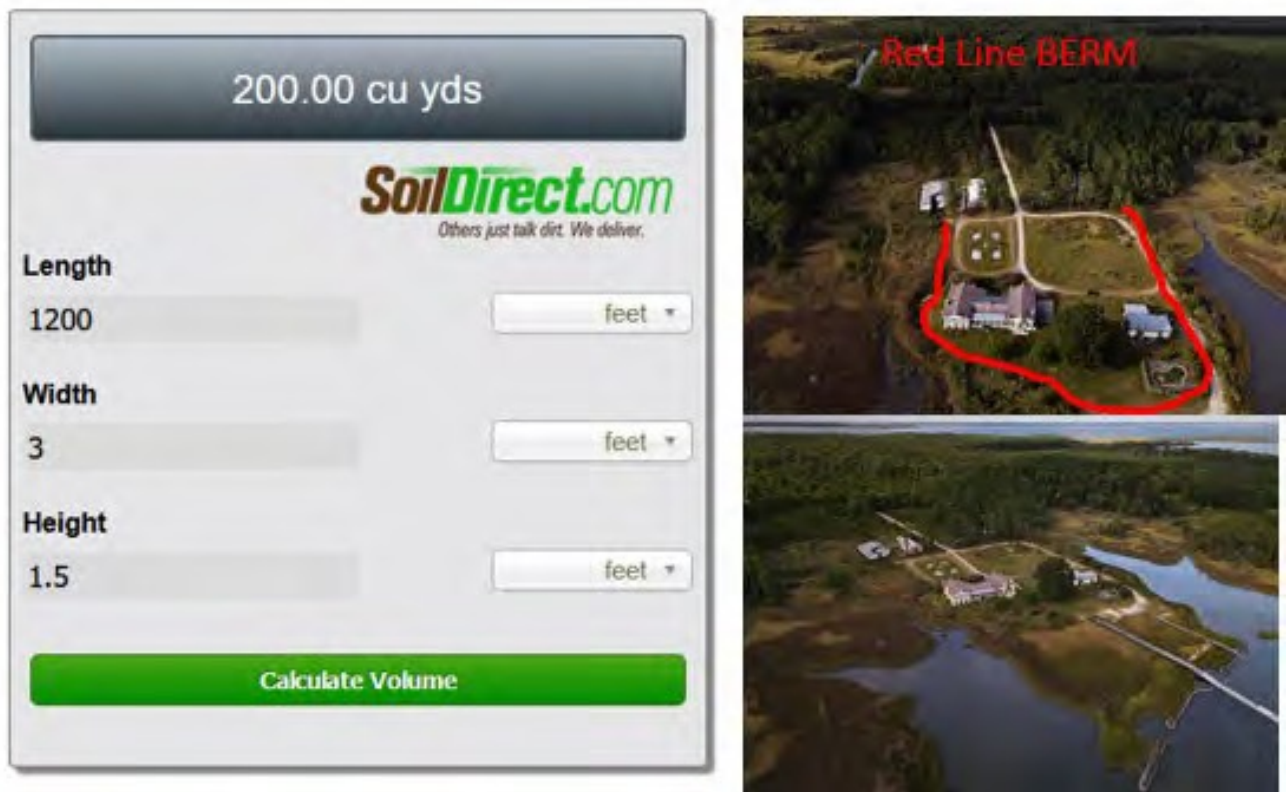 200.00 cu yds
SoilDirect.com
Others just talk dirt. We deliver.
Length
1200 feet
Width
3 feet
Height
1.5 feet
Calculate Volume
Red Line BERM